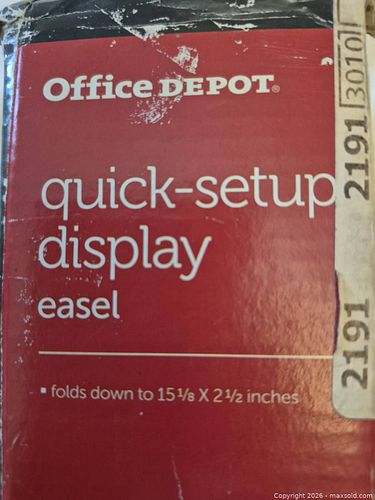 Office DEPOT®
quick-setup
display
easel
▪ folds down to 15 1/8 X 2 1/2 inches
2191 3010
2191
Copyright 2026 - maxsold.com